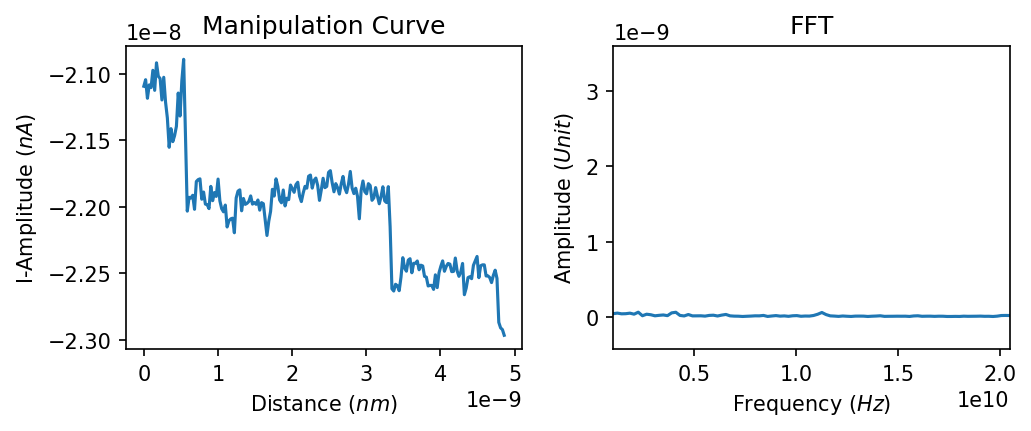 Manipulation Curve
1e−8
−2.10
−2.15
−2.20
−2.25
−2.30
I-Amplitude (nA)
0 1 2 3 4 5
1e−9
Distance (nm)
FFT
1e−9
3
2
1
0
Amplitude (Unit)
0.5 1.0 1.5 2.0
1e10
Frequency (Hz)